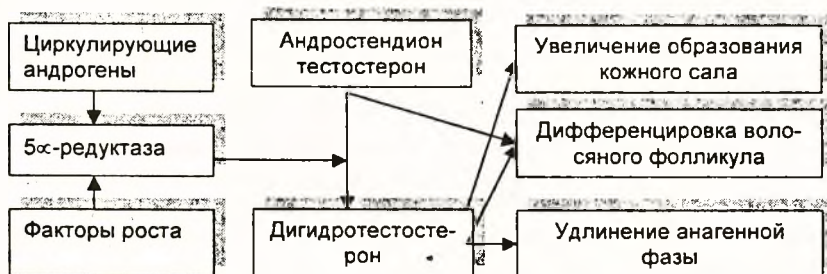 Циркулирующие
андрогены
Андростендион
тестостерон
Увеличение образования
кожного сала
5∝-редуктаза
Дифференцировка воло-
сяного фолликула
Факторы роста
Дигидротестосте-
рон
Удлинение анагенной
фазы